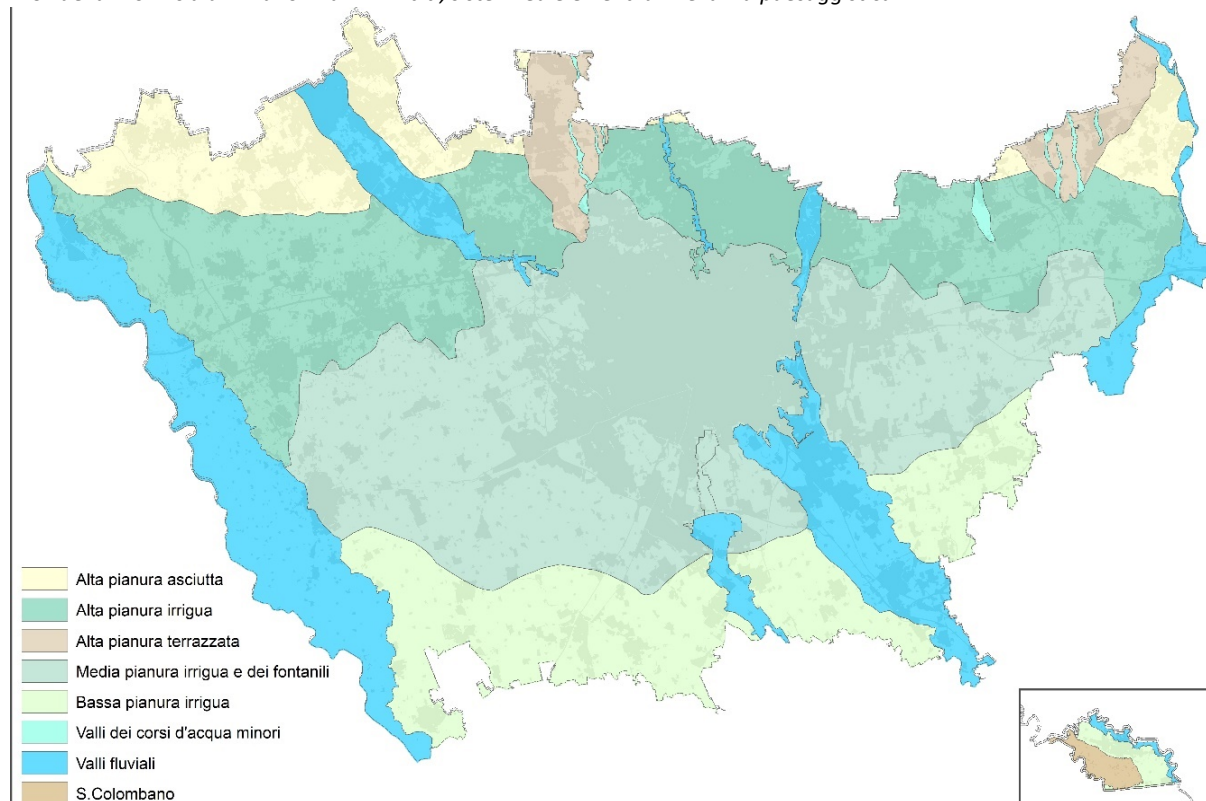 Alta pianura asciutta
Alta pianura irrigua
Alta pianura terrazzata
Media pianura irrigua e dei fontanili
Bassa pianura irrigua
Valli dei corsi d'acqua minori
Valli fluviali
S.Colombano